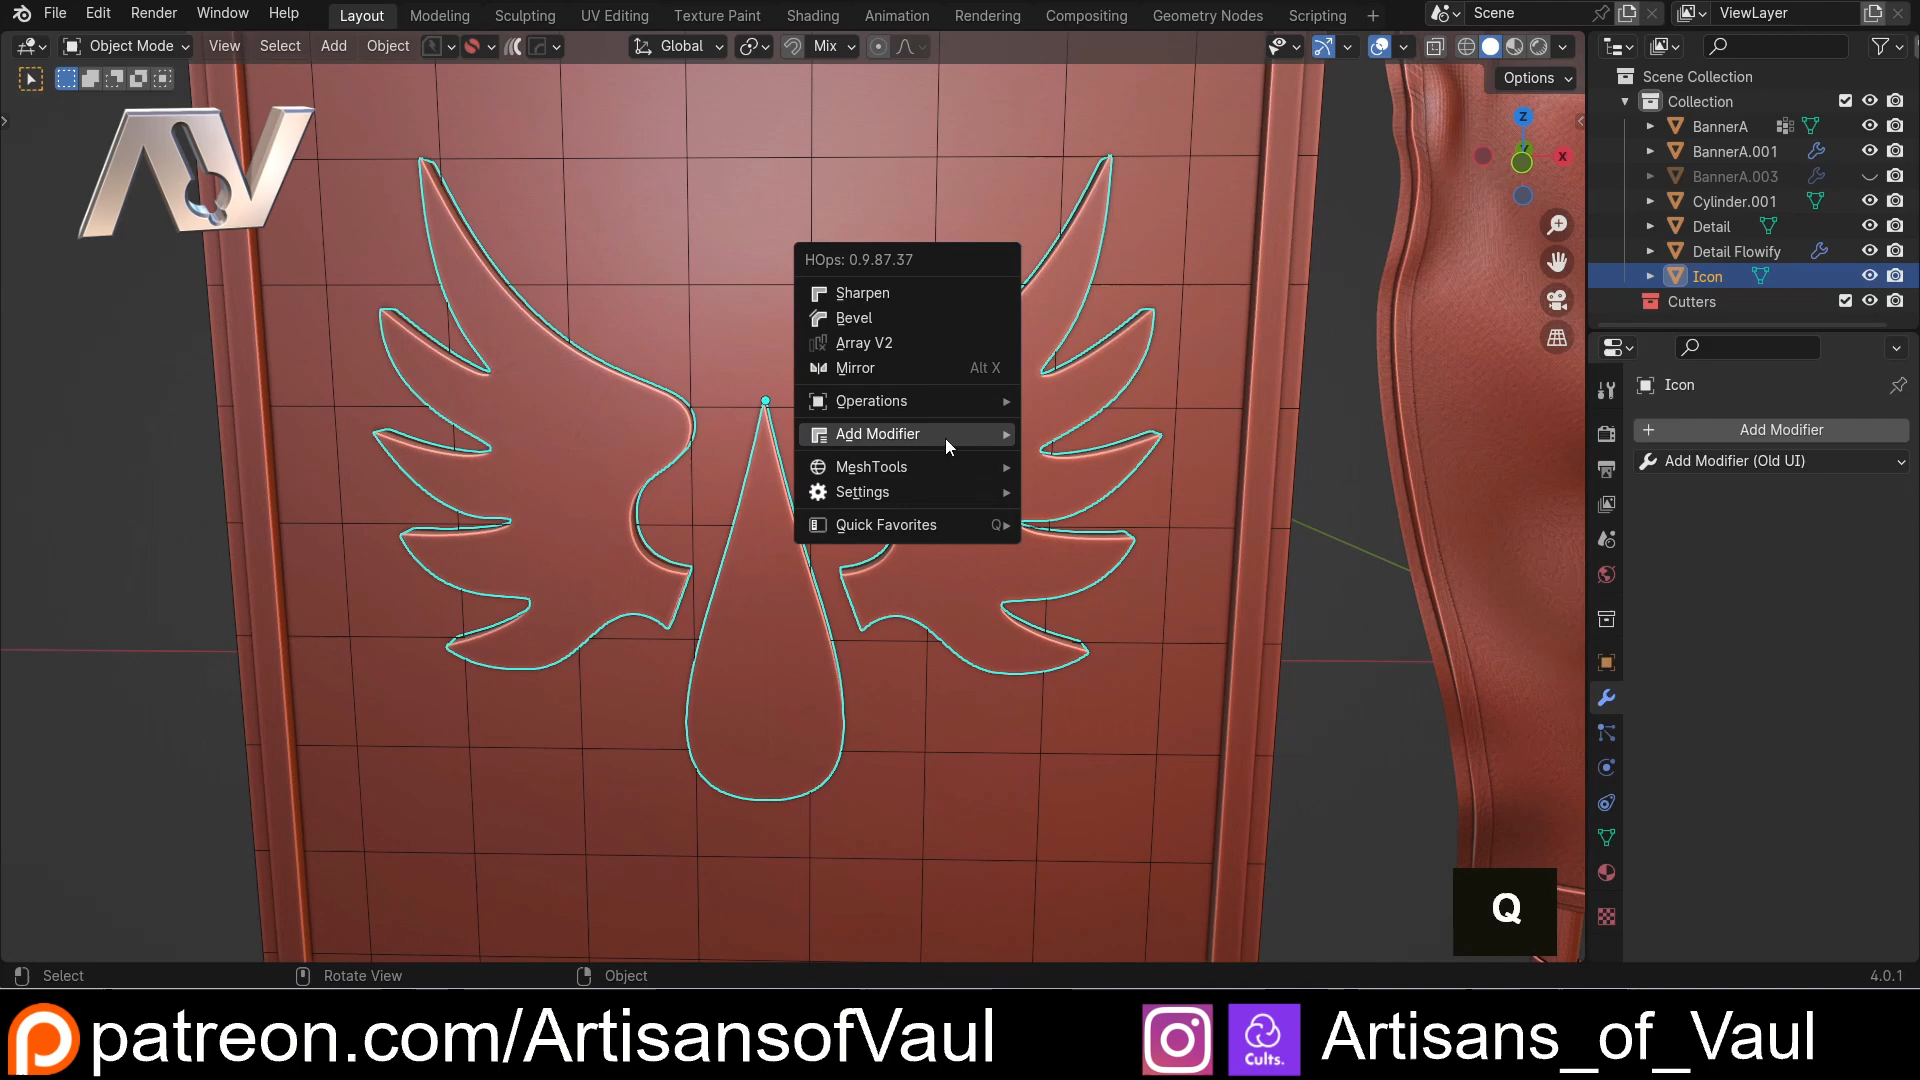 File Edit Render Window Help Layout Modeling Sculpting UV Editing Texture Paint Shading Animation Rendering Compositing Geometry Nodes Scripting + Scene ViewLayer
Object Mode View Select Add Object Global Mix
Options
Scene Collection
Collection
BannerA
BannerA.001
BannerA.003
Cylinder.001
Detail
Detail Flowify
Icon
Cutters
Z
Y
X
AV
HOps: 0.9.87.37
Sharpen
Bevel
Array V2
Mirror Alt X
Operations
Add Modifier
MeshTools
Settings
Quick Favorites Q
Icon
+ Add Modifier
Add Modifier (Old UI)
Q
Select Rotate View Object 4.0.1
patreon.com/ArtisansofVaul Cults. Artisans_of_Vaul